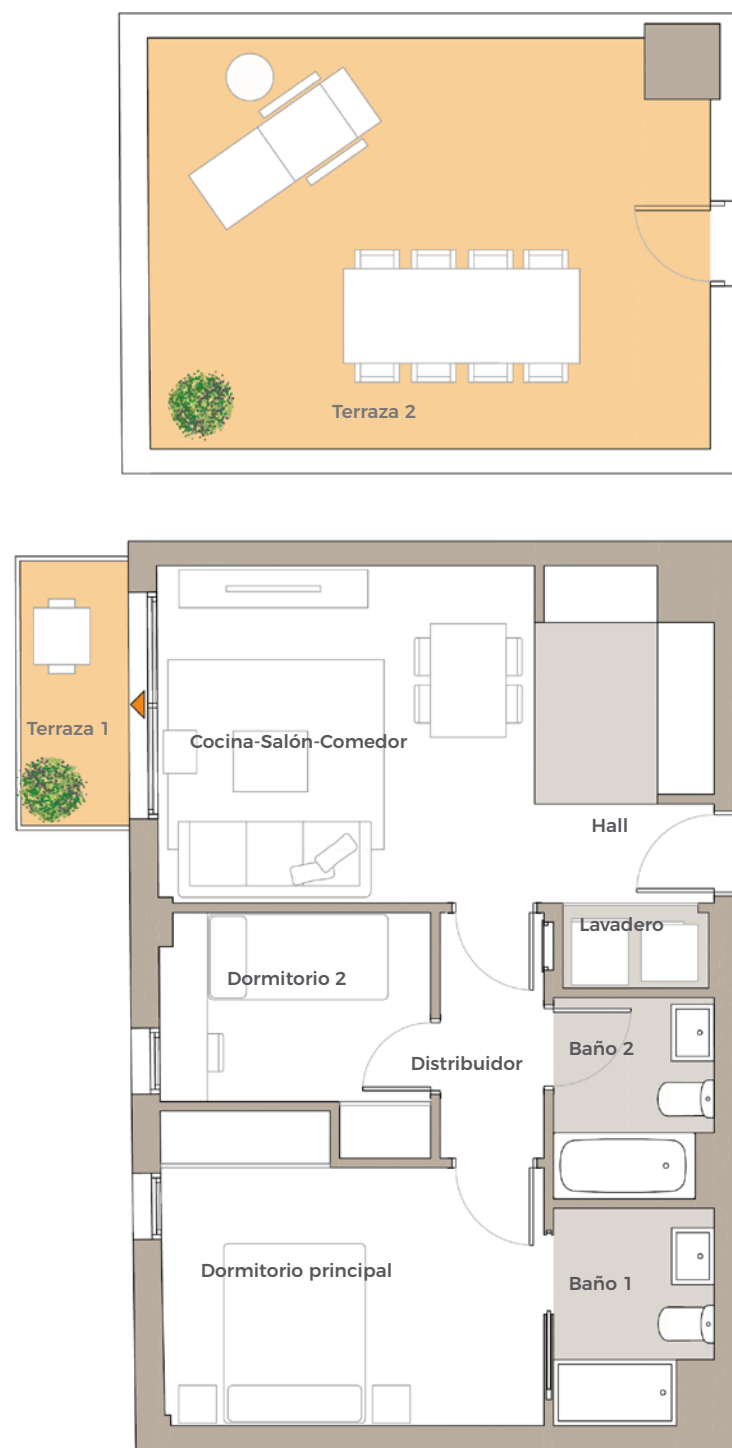 Terraza 2
Terraza 1
Cocina-Salón-Comedor
Hall
Lavadero
Dormitorio 2
Distribuidor
Baño 2
Dormitorio principal
Baño 1